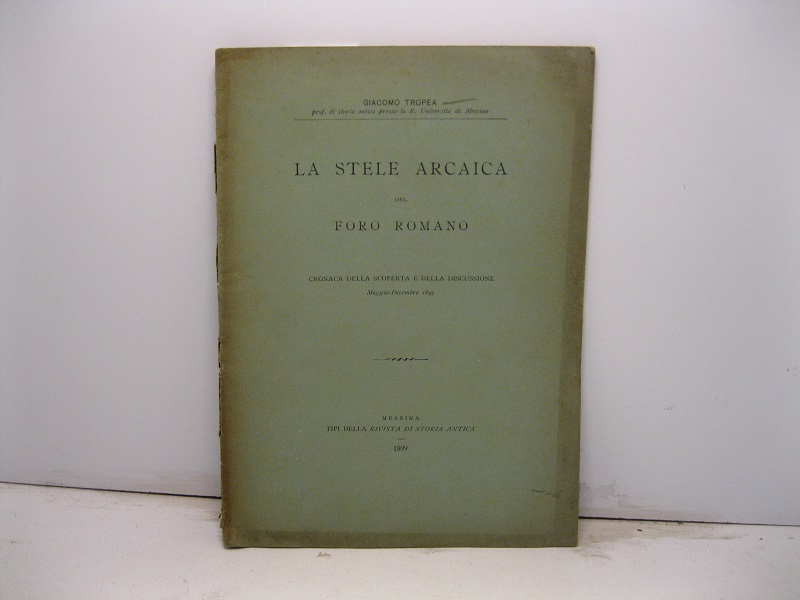 GIACOMO TROPEA
prof. di storia antica presso la R. Università di Messina
LA STELE ARCAICA
DEL
FORO ROMANO
CRONACA DELLA SCOPERTA E DELLA DISCUSSIONE
Maggio-Decembre 1899
MESSINA
TIPI DELLA RIVISTA DI STORIA ANTICA
1899